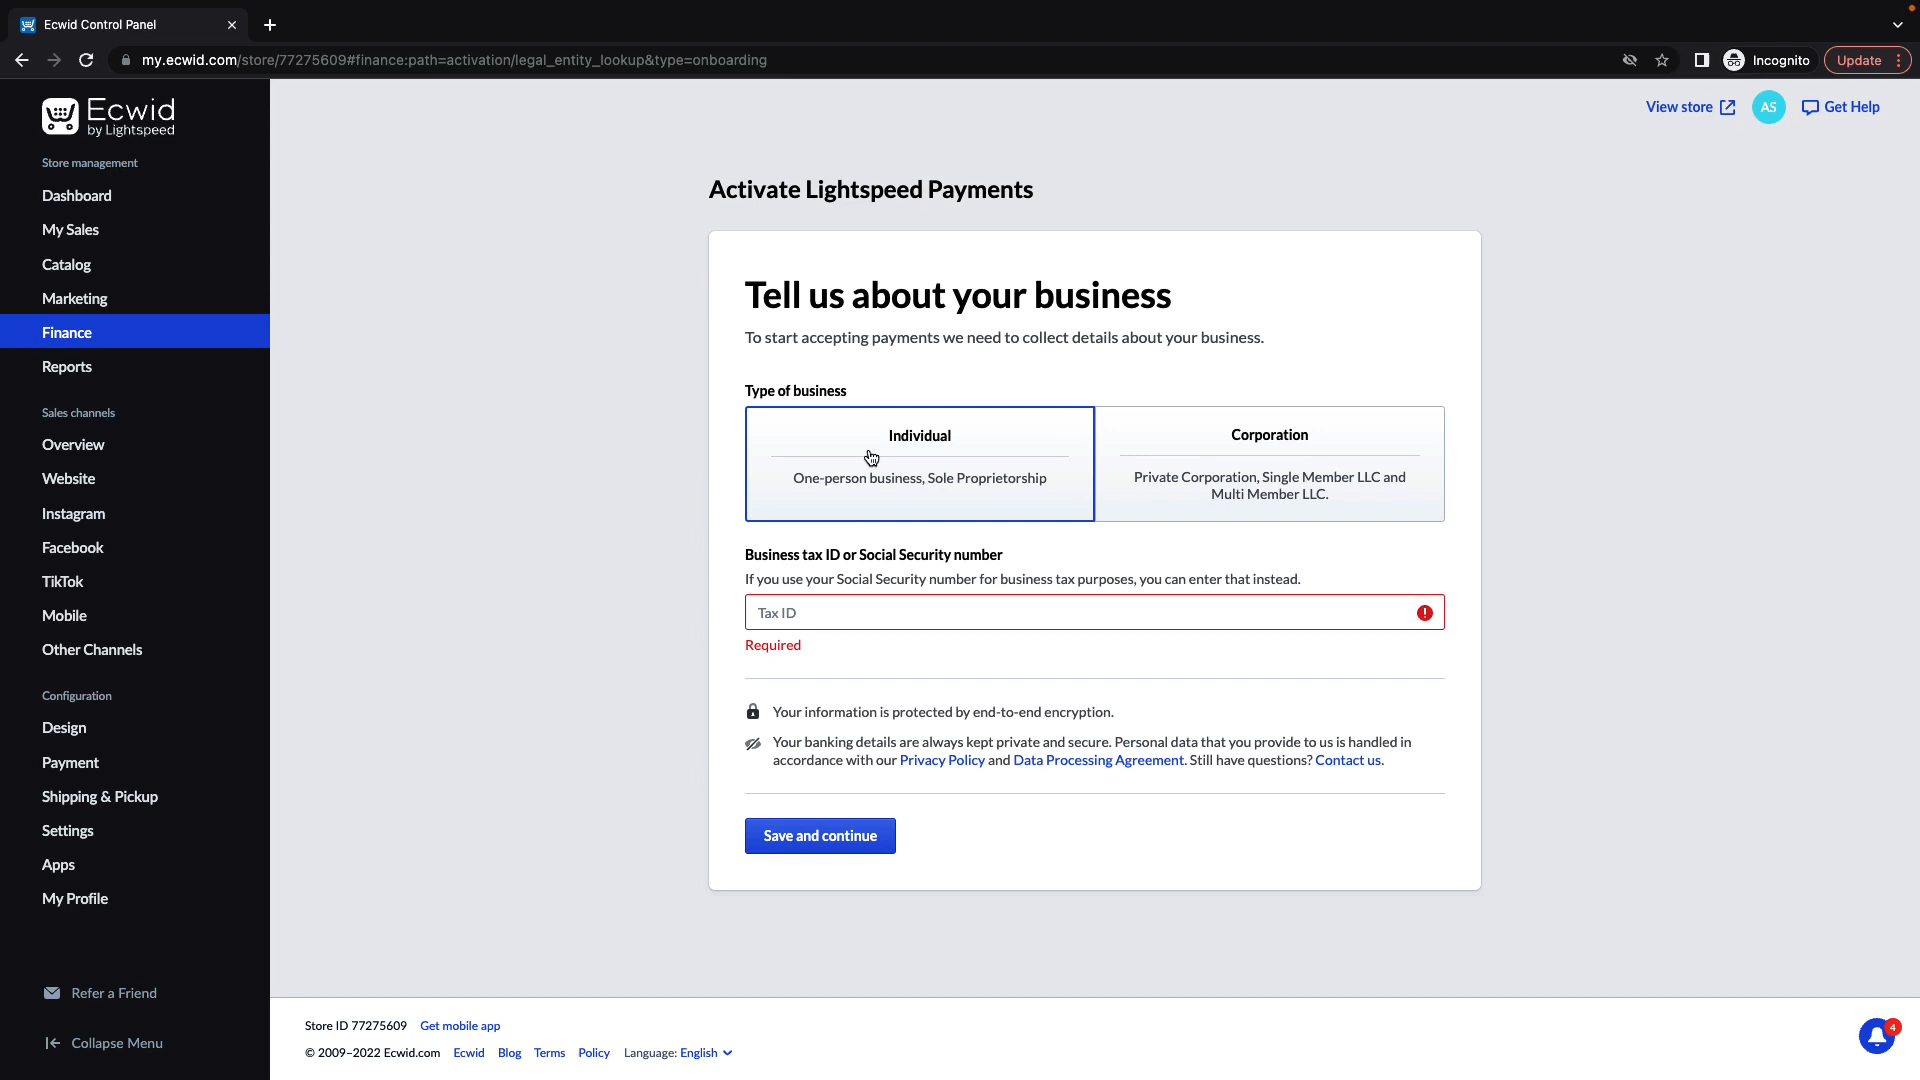 Ecwid Control Panel
my.ecwid.com/store/77275609#finance:path=activation/legal_entity_lookup&type=onboarding
Incognito
Update
Ecwid
by Lightspeed
Store management
Dashboard
My Sales
Catalog
Marketing
Finance
Reports
Sales channels
Overview
Website
Instagram
Facebook
TikTok
Mobile
Other Channels
Configuration
Design
Payment
Shipping & Pickup
Settings
Apps
My Profile
Refer a Friend
Collapse Menu
View store
AS
Get Help
Activate Lightspeed Payments
Tell us about your business
To start accepting payments we need to collect details about your business.
Type of business
Individual
One-person business, Sole Proprietorship
Corporation
Private Corporation, Single Member LLC and
Multi Member LLC.
Business tax ID or Social Security number
If you use your Social Security number for business tax purposes, you can enter that instead.
Tax ID
Required
Your information is protected by end-to-end encryption.
Your banking details are always kept private and secure. Personal data that you provide to us is handled in
accordance with our Privacy Policy and Data Processing Agreement. Still have questions? Contact us.
Save and continue
Store ID 77275609 Get mobile app
© 2009–2022 Ecwid.com Ecwid Blog Terms Policy Language: English
4